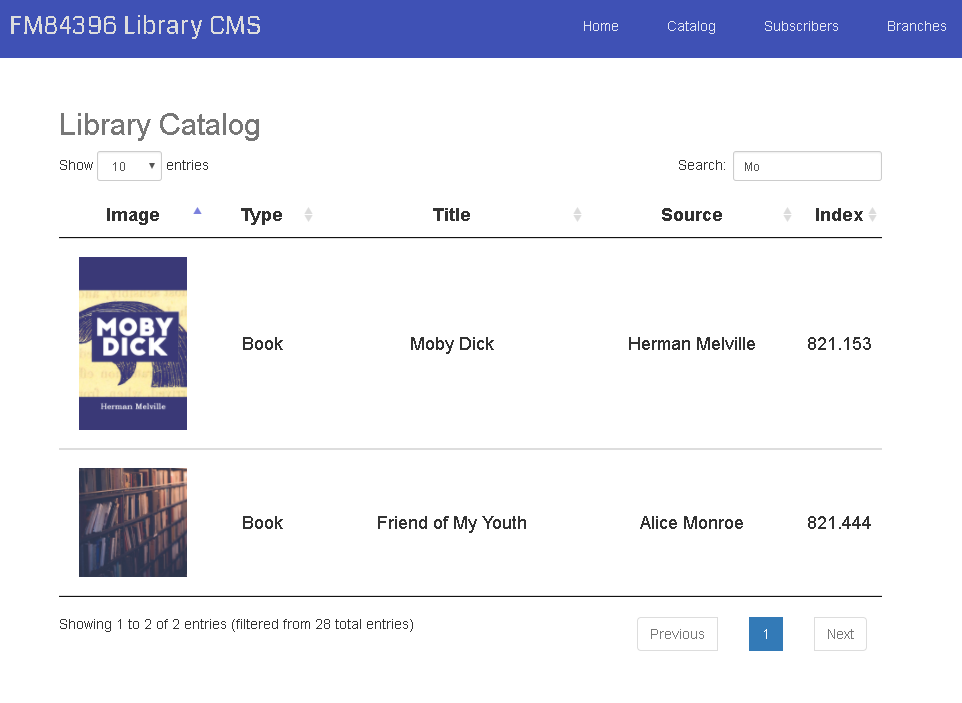 FM84396 Library CMS Home Catalog Subscribers Branches
Library Catalog
Show 10 entries Search: Mo
Image Type Title Source Index
MOBY
DICK
Herman Melville
Book Moby Dick Herman Melville 821.153
Book Friend of My Youth Alice Monroe 821.444
Showing 1 to 2 of 2 entries (filtered from 28 total entries) Previous 1 Next